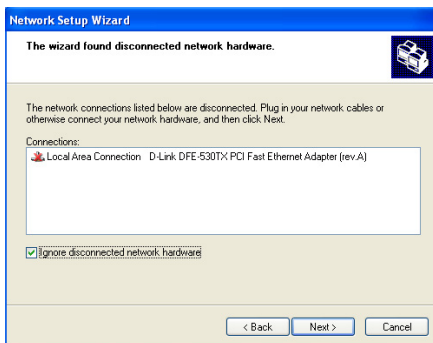 Network Setup Wizard
The wizard found disconnected network hardware.
The network connections listed below are disconnected. Plug in your network cables or
otherwise connect your network hardware, and then click Next.
Connections:
Local Area Connection D-Link DFE-530TX PCI Fast Ethernet Adapter (rev.A)
Ignore disconnected network hardware
< Back Next > Cancel